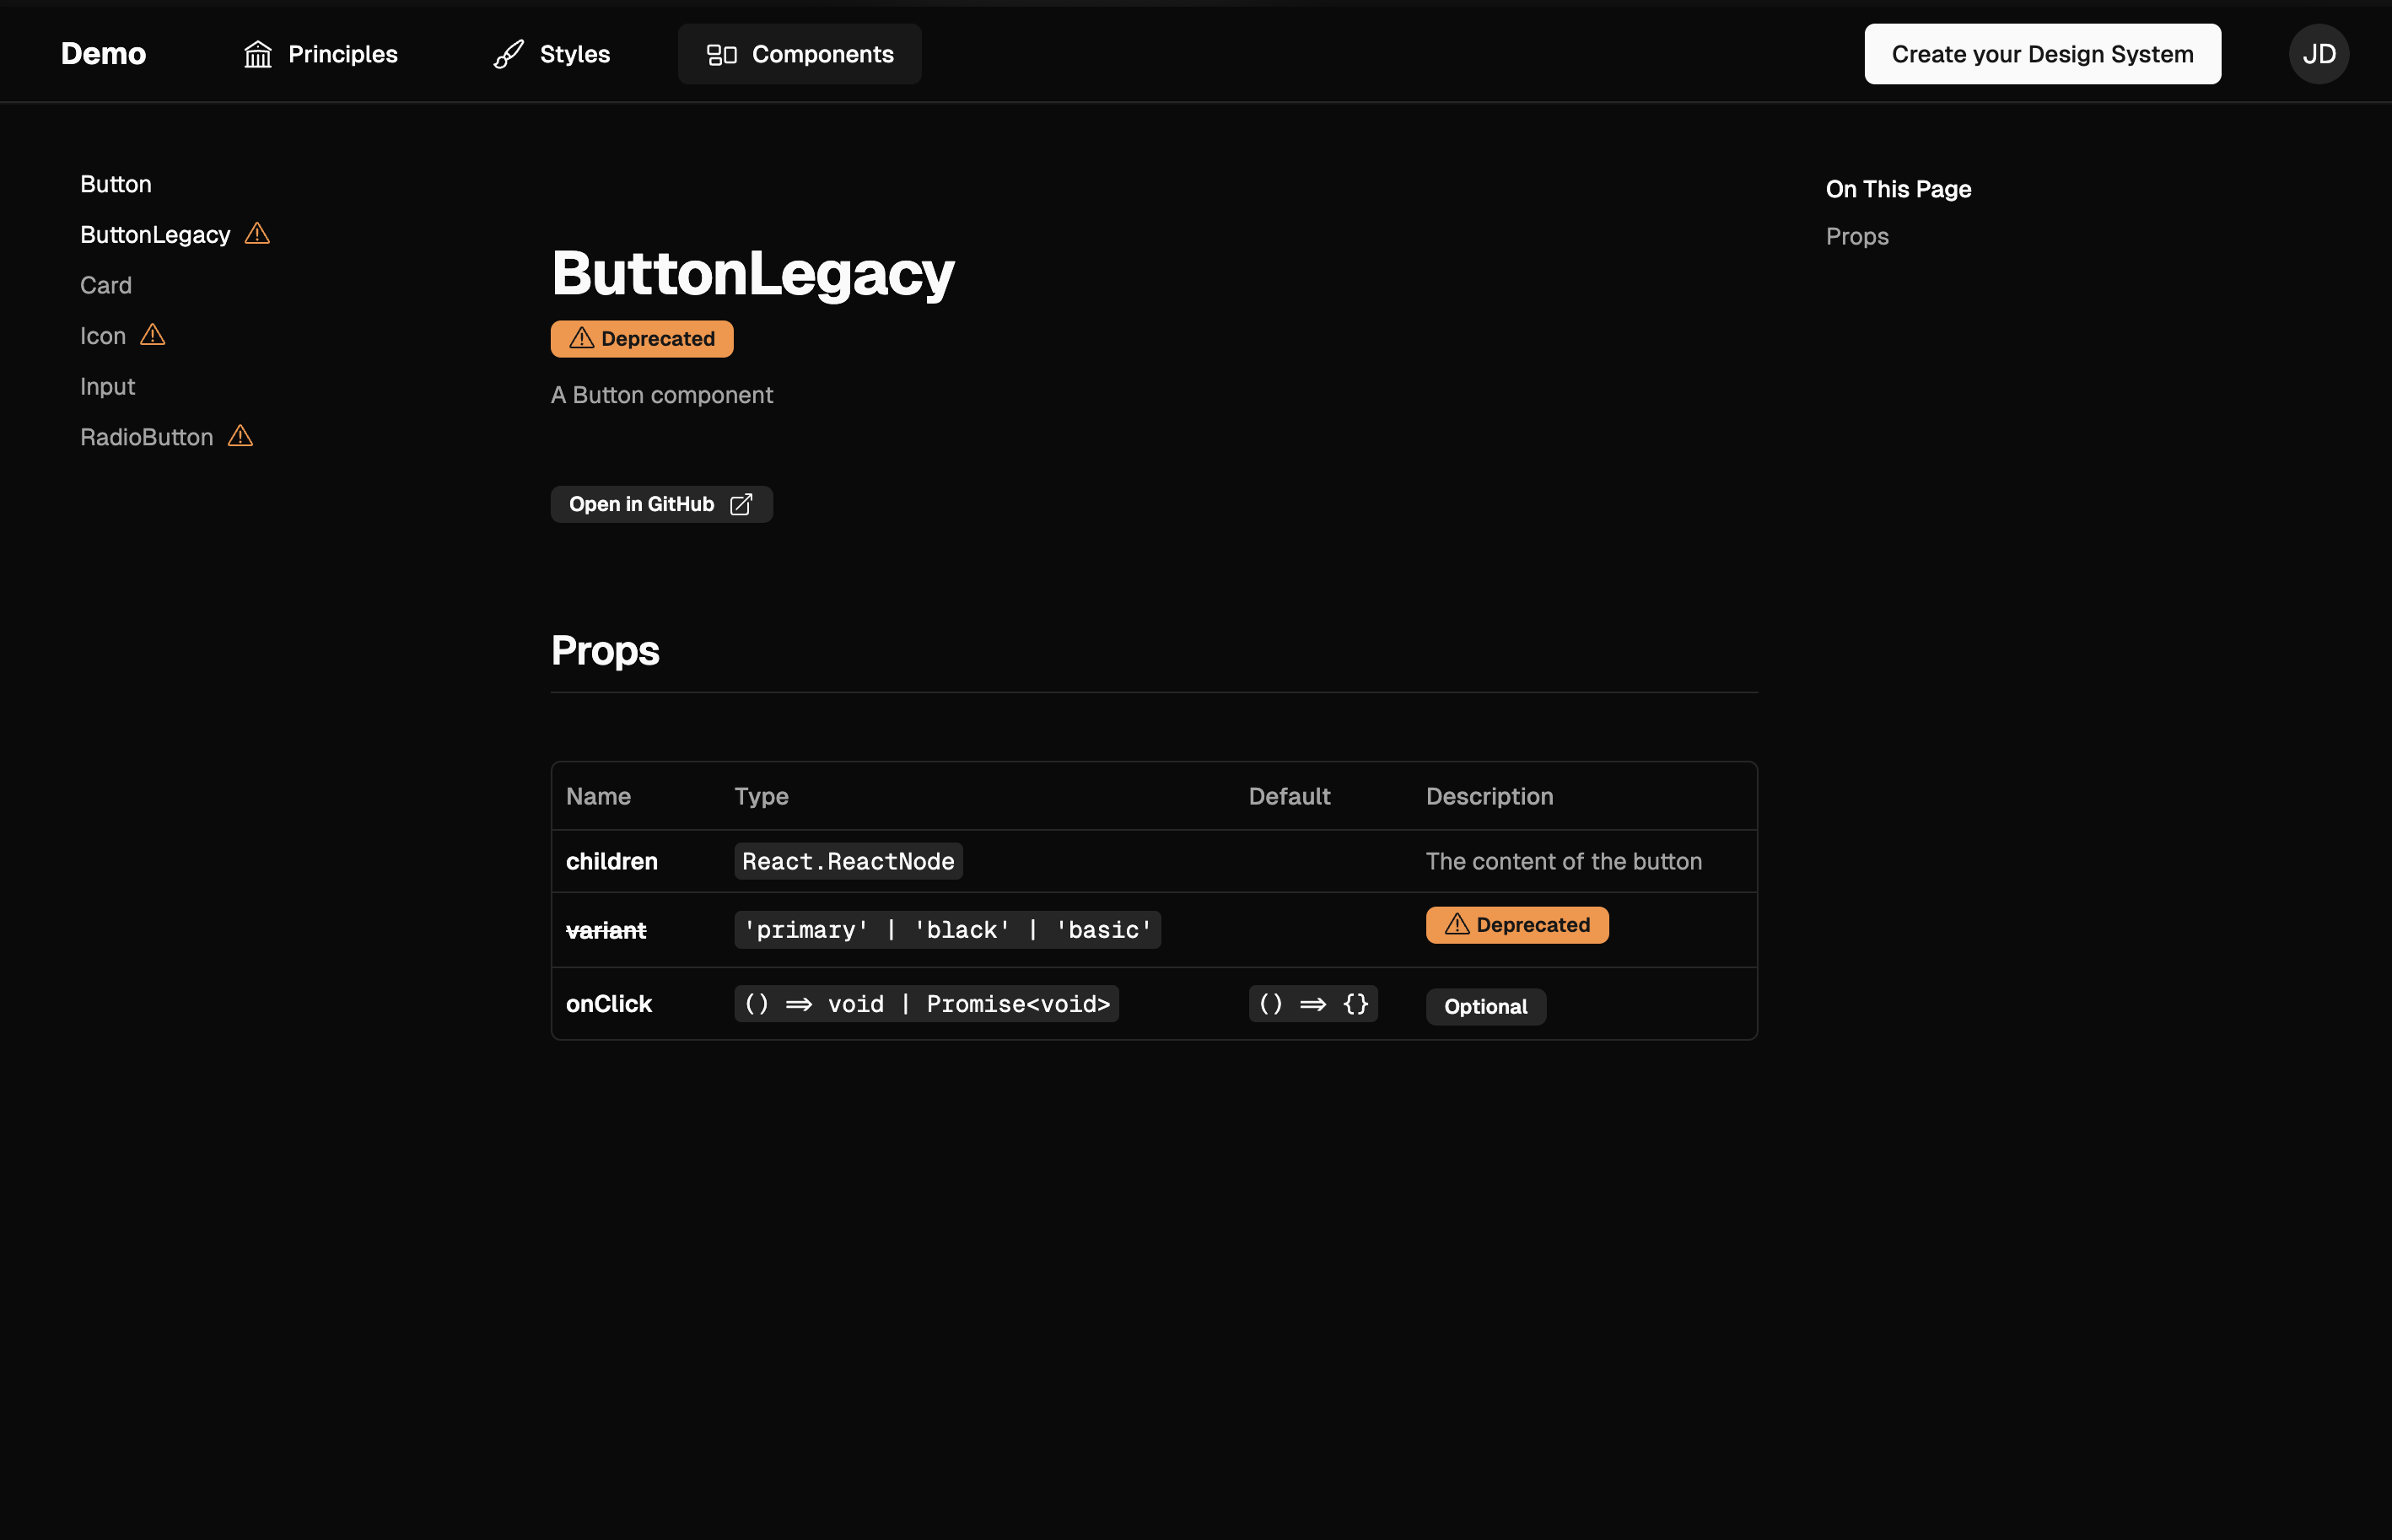 Demo Principles Styles Components Create your Design System JD
Button
ButtonLegacy
Card
Icon
Input
RadioButton
ButtonLegacy
Deprecated
A Button component
Open in GitHub
Props
Name Type Default Description
children React.ReactNode The content of the button
variant 'primary' | 'black' | 'basic' Deprecated
onClick () => void | Promise<void> () => {} Optional
On This Page
Props